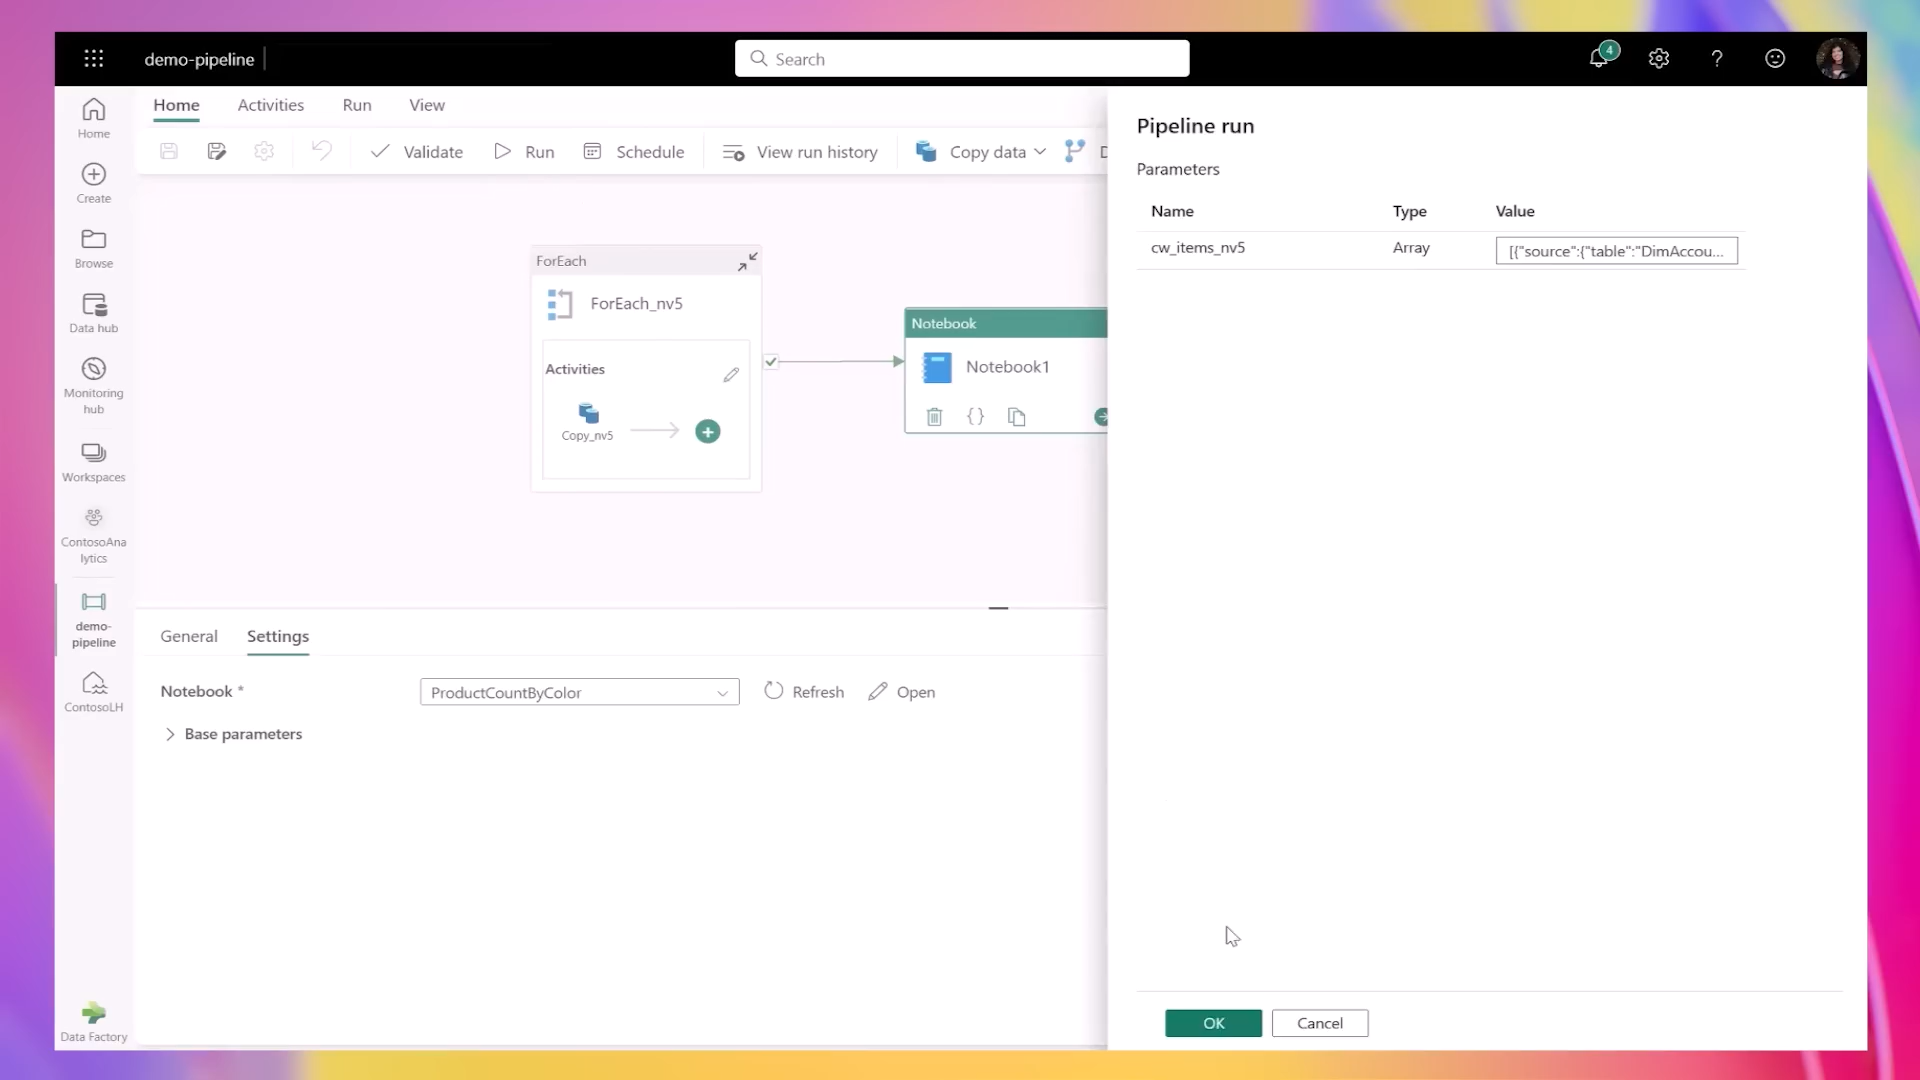 demo-pipeline
Search
4
Home
Create
Browse
Data hub
Monitoring
hub
Workspaces
ContosoAna
lytics
demo-
pipeline
ContosoLH
Data Factory
Home Activities Run View
Validate Run Schedule View run history Copy data
ForEach
ForEach_nv5
Activities
Copy_nv5
Notebook
Notebook1
General Settings
Notebook * ProductCountByColor Refresh Open
Base parameters
Pipeline run
Parameters
Name Type Value
cw_items_nv5 Array [{"source":{"table":"DimAccou...
OK Cancel